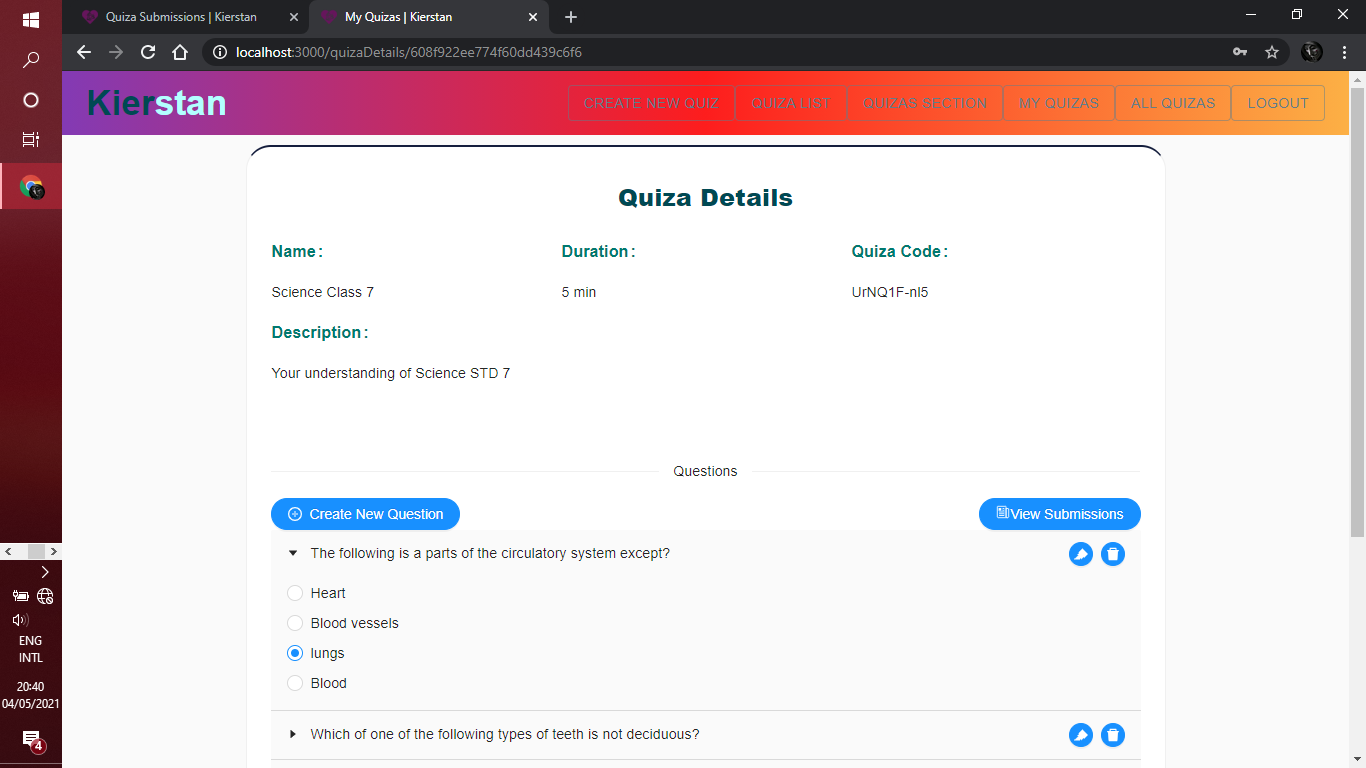 Quiza Submissions | Kierstan
My Quizas | Kierstan
localhost:3000/quizaDetails/608f922ee774f60dd439c6f6
Kierstan
CREATE NEW QUIZ
QUIZA LIST
QUIZAS SECTION
MY QUIZAS
ALL QUIZAS
LOGOUT
Quiza Details
Name :
Duration :
Quiza Code :
Science Class 7
5 min
UrNQ1F-nI5
Description :
Your understanding of Science STD 7
Questions
Create New Question
View Submissions
The following is a parts of the circulatory system except?
Heart
Blood vessels
lungs
Blood
Which of one of the following types of teeth is not deciduous?
ENG
INTL
20:40
04/05/2021
4